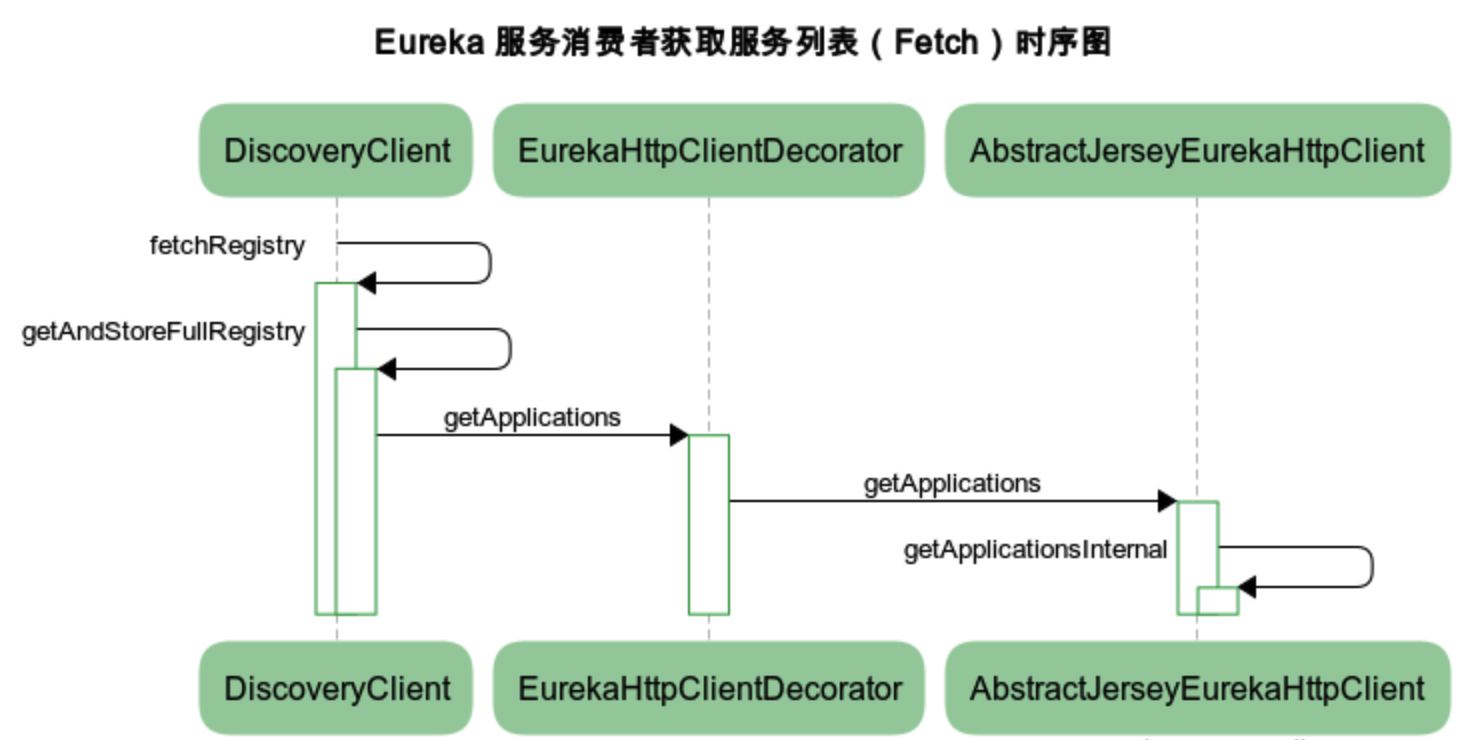 Eureka 服务消费者获取服务列表（Fetch）时序图
DiscoveryClient
EurekaHttpClientDecorator
AbstractJerseyEurekaHttpClient
fetchRegistry
getAndStoreFullRegistry
getApplications
getApplications
getApplicationsInternal
DiscoveryClient
EurekaHttpClientDecorator
AbstractJerseyEurekaHttpClient